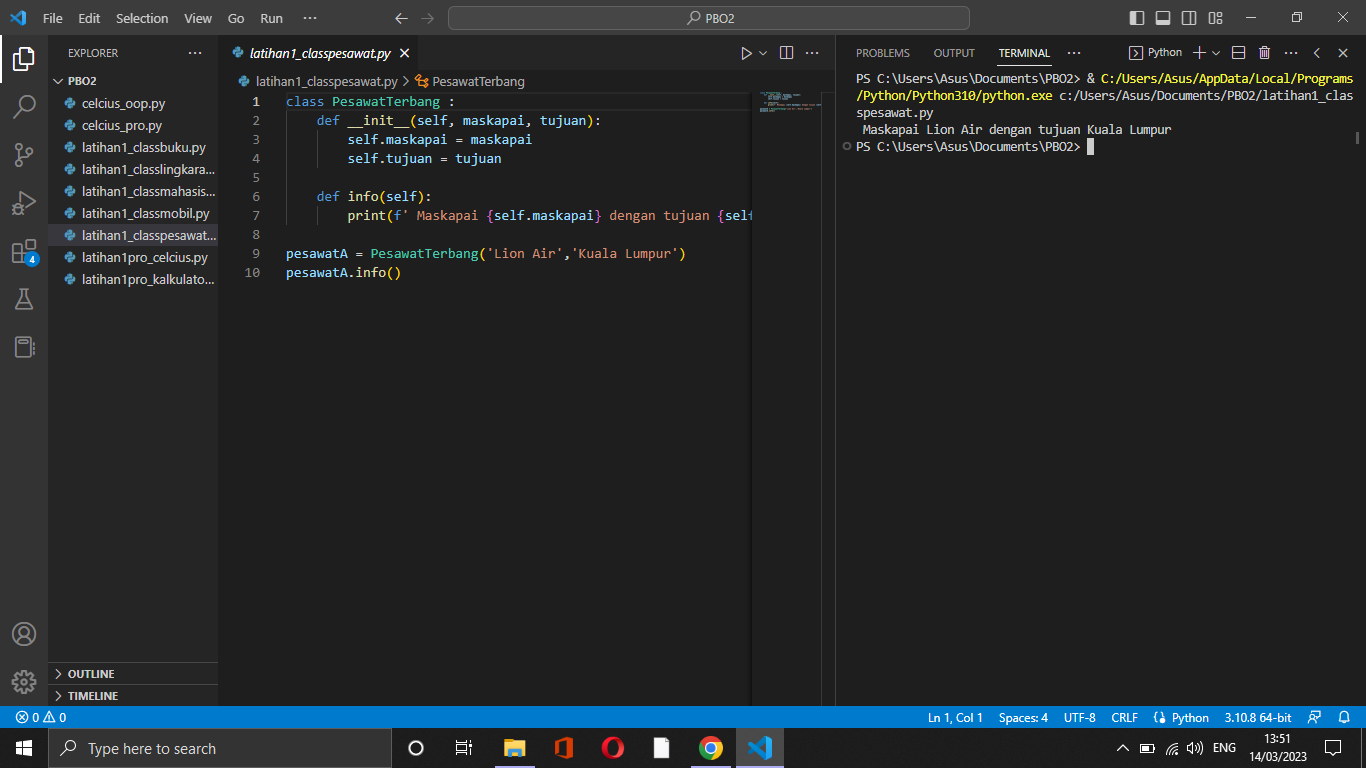 File Edit Selection View Go Run ··· PBO2
EXPLORER ···
PBO2
celcius_oop.py
celcius_pro.py
latihan1_classbuku.py
latihan1_classlingkara...
latihan1_classmahasis...
latihan1_classmobil.py
latihan1_classpesawat...
latihan1pro_celcius.py
latihan1pro_kalkulato...
OUTLINE
TIMELINE
4
latihan1_classpesawat.py
latihan1_classpesawat.py > PesawatTerbang
1 class PesawatTerbang :
2 def __init__(self, maskapai, tujuan):
3 self.maskapai = maskapai
4 self.tujuan = tujuan
5
6 def info(self):
7 print(f' Maskapai {self.maskapai} dengan tujuan {self
8
9 pesawatA = PesawatTerbang('Lion Air','Kuala Lumpur')
10 pesawatA.info()
PROBLEMS OUTPUT TERMINAL ··· Python
PS C:\Users\Asus\Documents\PBO2> & C:/Users/Asus/AppData/Local/Programs
/Python/Python310/python.exe c:/Users/Asus/Documents/PBO2/latihan1_clas
spesawat.py
Maskapai Lion Air dengan tujuan Kuala Lumpur
PS C:\Users\Asus\Documents\PBO2>
0 0 Ln 1, Col 1 Spaces: 4 UTF-8 CRLF Python 3.10.8 64-bit
Type here to search
ENG
13:51
14/03/2023